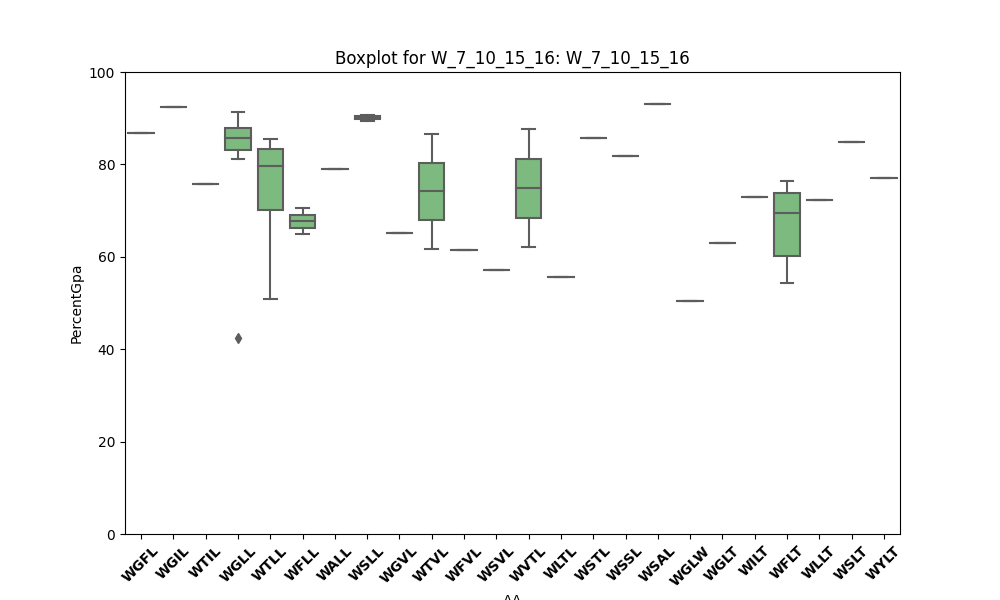 Boxplot for W_7_10_15_16: W_7_10_15_16
100
80
60
40
20
0
PercentGpa
WGFL WGIL WTIL WGLL WTLL WFLL WALL WSLL WGVL WTVL WFVL WSVL WVTL WLTL WSTL WSSL WSAL WGLW WGLT WILT WFLT WLLT WSLT WYLT
AA